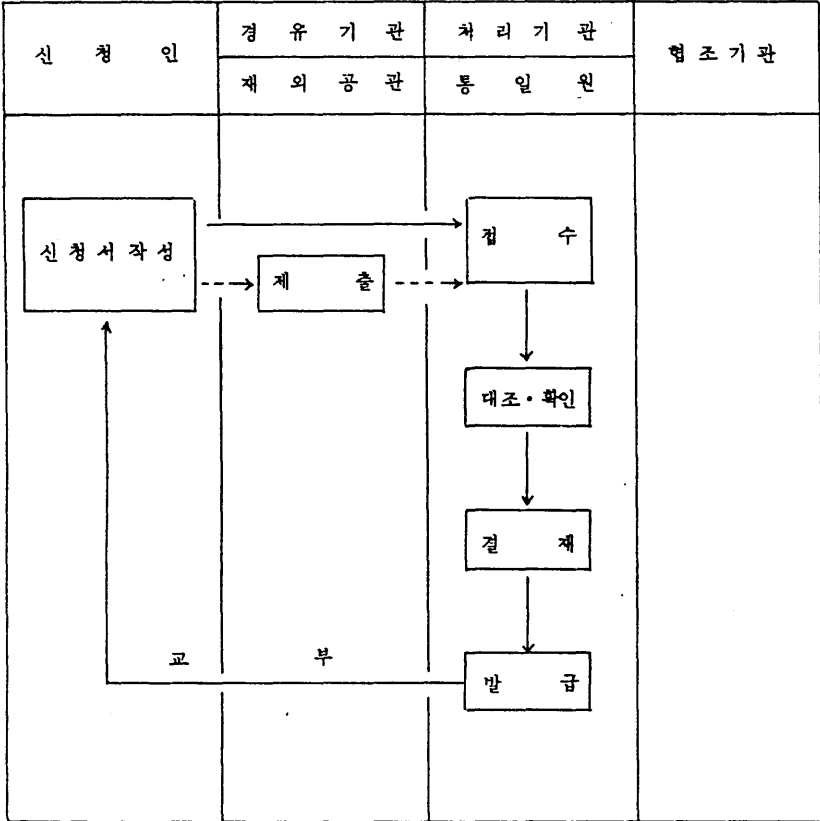 신 청 인
경 유 기 관
처 리 기 관
협 조 기 관
재 외 공 관
통 일 원
신 청 서 작 성
접 수
제 출
대조·확인
결 재
교 부
발 급